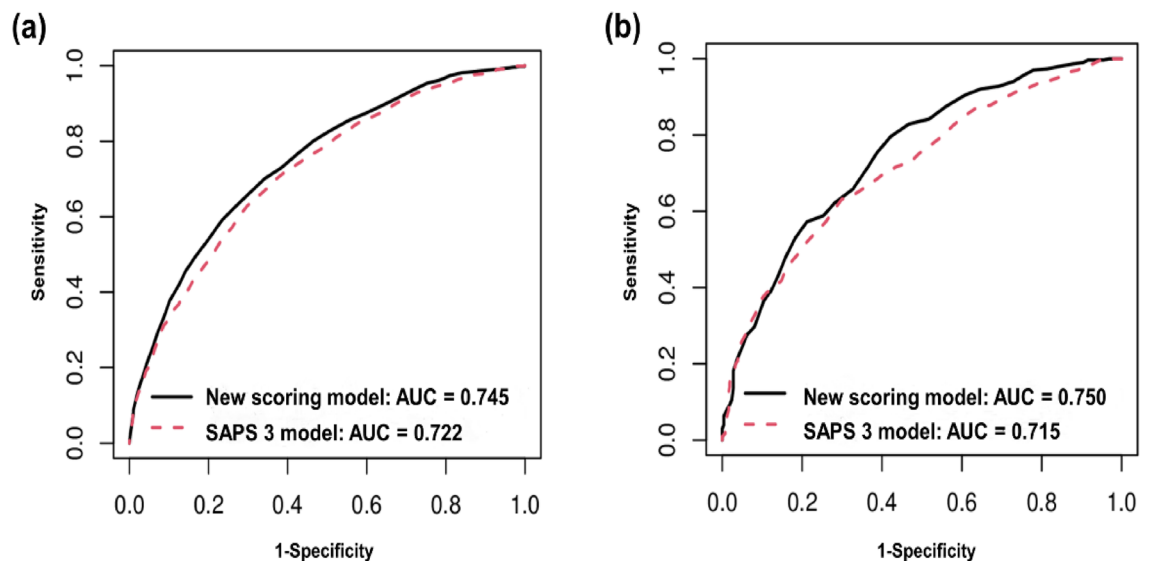 (a)
1.0
0.8
0.6
0.4
0.2
0.0
Sensitivity
New scoring model: AUC = 0.745
SAPS 3 model: AUC = 0.722
0.0 0.2 0.4 0.6 0.8 1.0
1-Specificity
(b)
1.0
0.8
0.6
0.4
0.2
0.0
Sensitivity
New scoring model: AUC = 0.750
SAPS 3 model: AUC = 0.715
0.0 0.2 0.4 0.6 0.8 1.0
1-Specificity